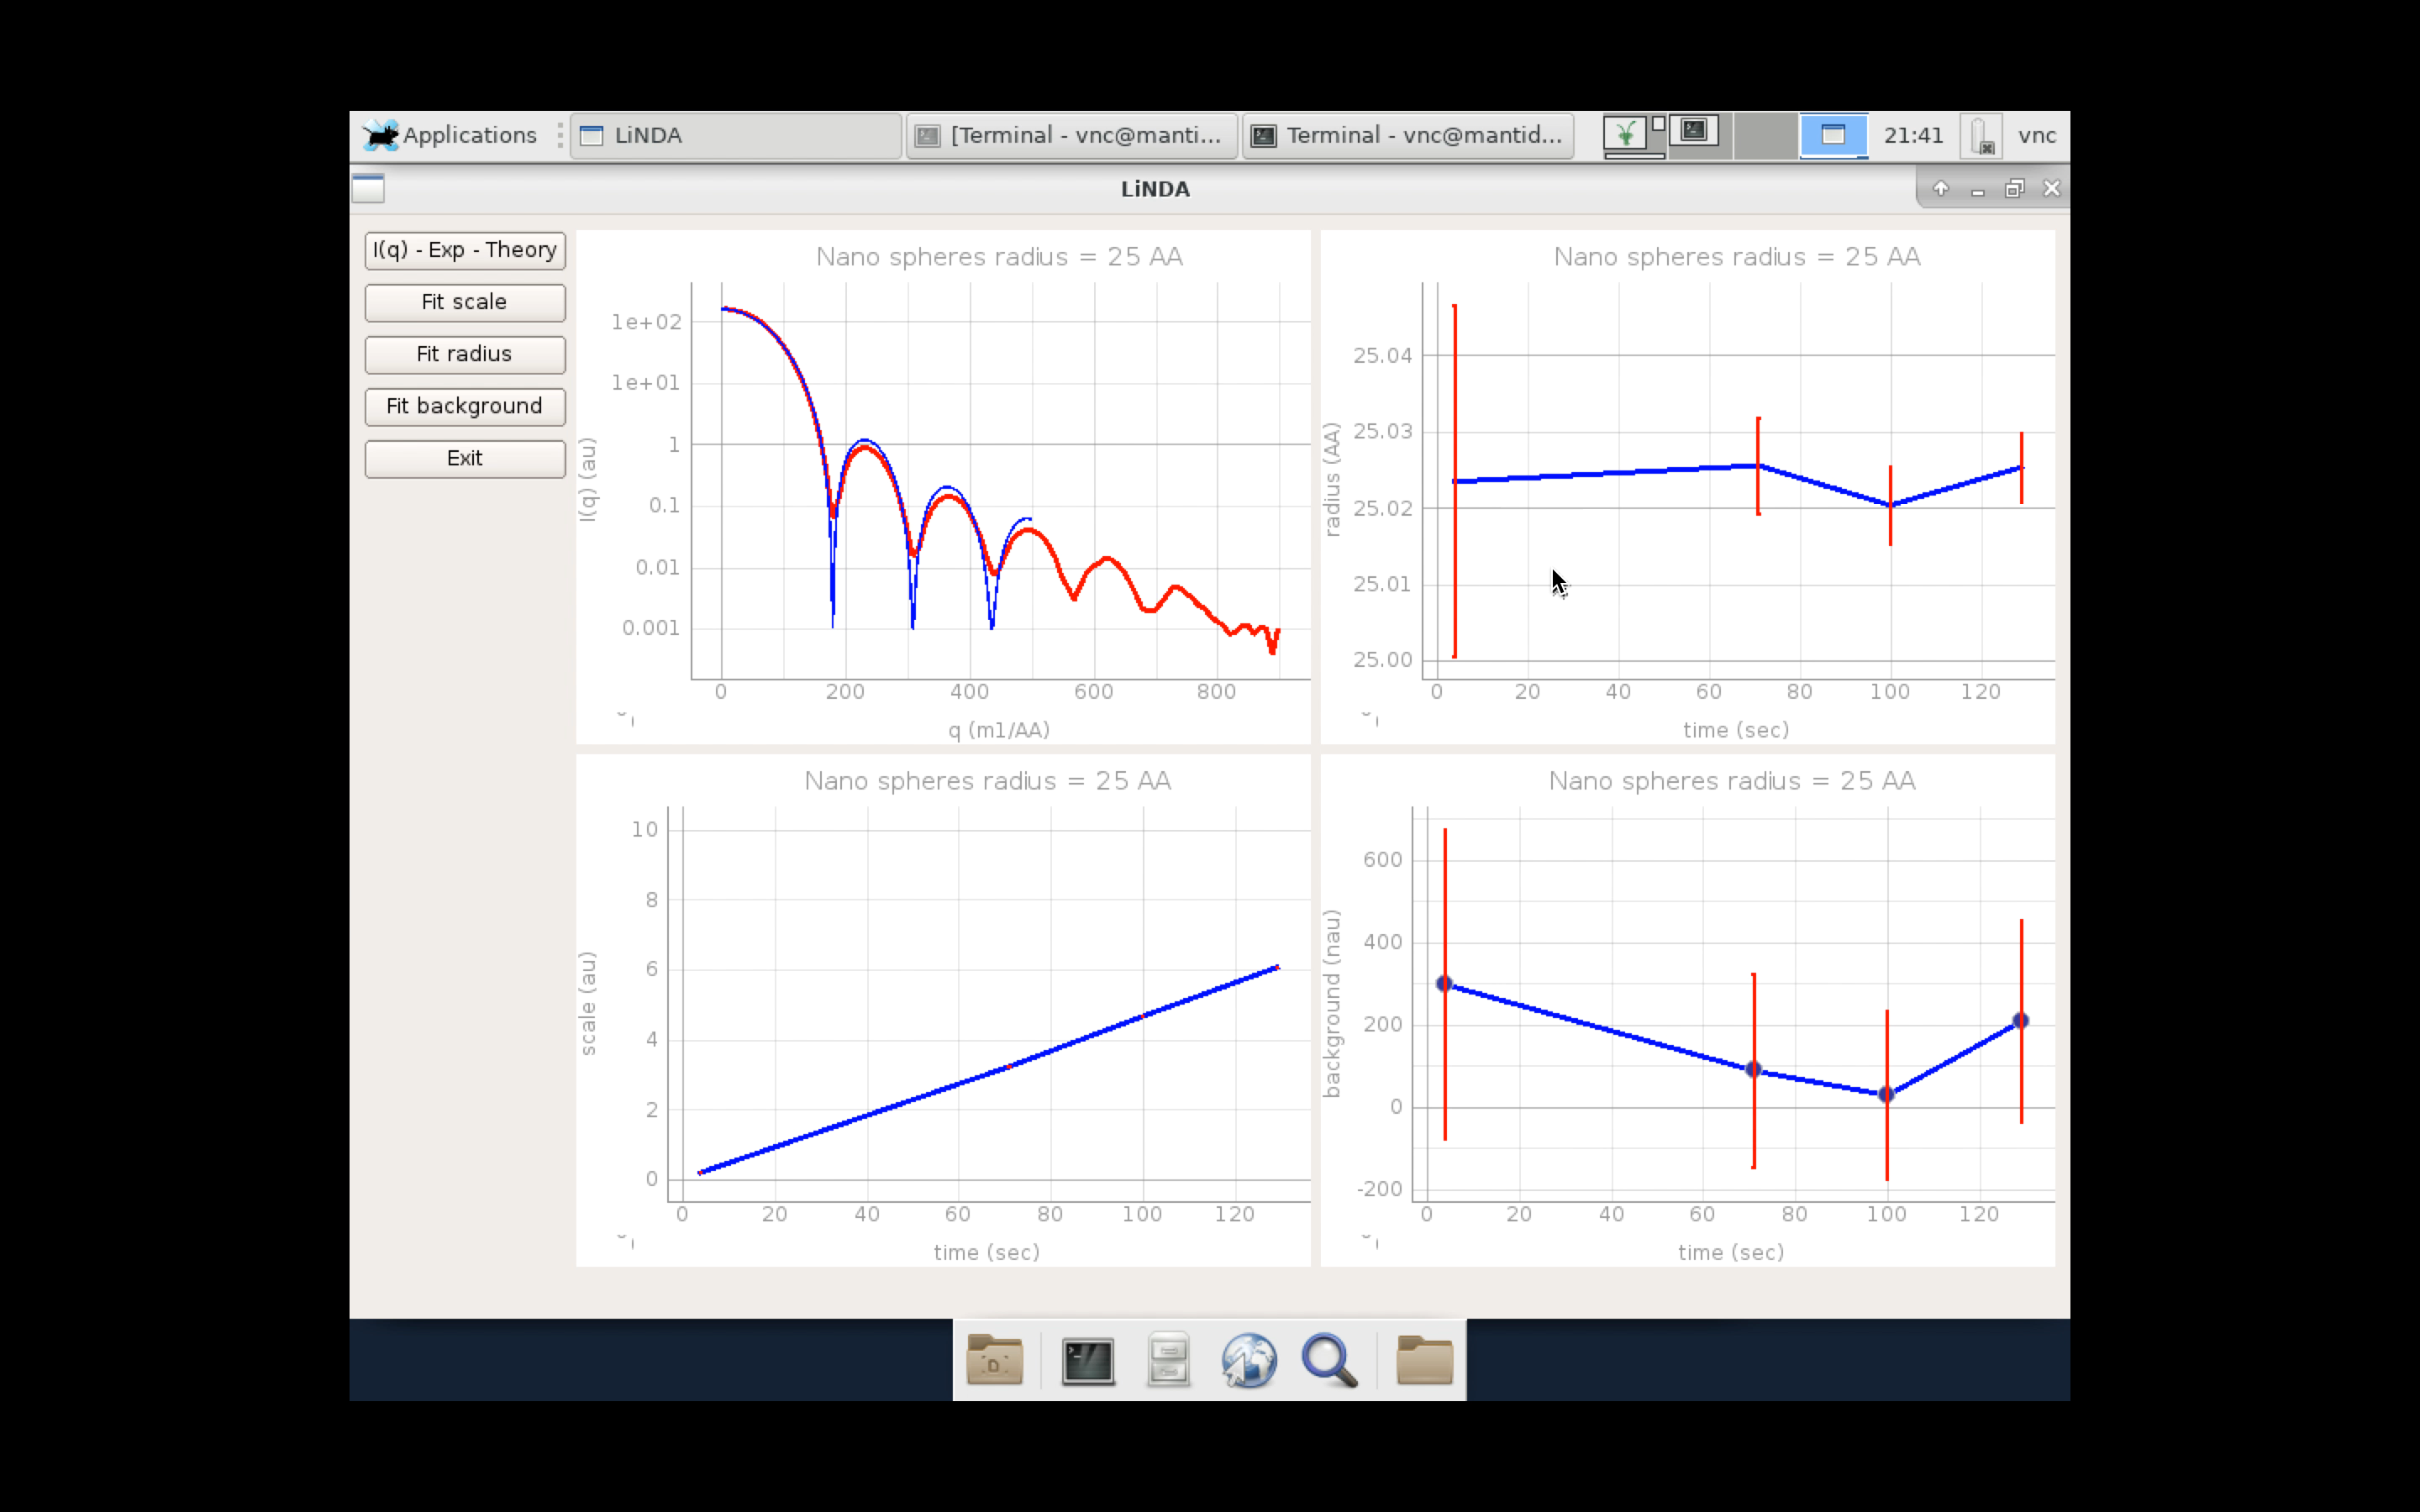 Applications
LiNDA
[Terminal - vnc@manti...
Terminal - vnc@mantid...
21:41
vnc
LiNDA
I(q) - Exp - Theory
Fit scale
Fit radius
Fit background
Exit
Nano spheres radius = 25 AA
I(q) (au)
1e+02
1e+01
1
0.1
0.01
0.001
0 200 400 600 800
q (m1/AA)
Nano spheres radius = 25 AA
radius (AA)
25.04
25.03
25.02
25.01
25.00
0 20 40 60 80 100 120
time (sec)
Nano spheres radius = 25 AA
scale (au)
10
8
6
4
2
0
0 20 40 60 80 100 120
time (sec)
Nano spheres radius = 25 AA
background (nau)
600
400
200
0
-200
0 20 40 60 80 100 120
time (sec)